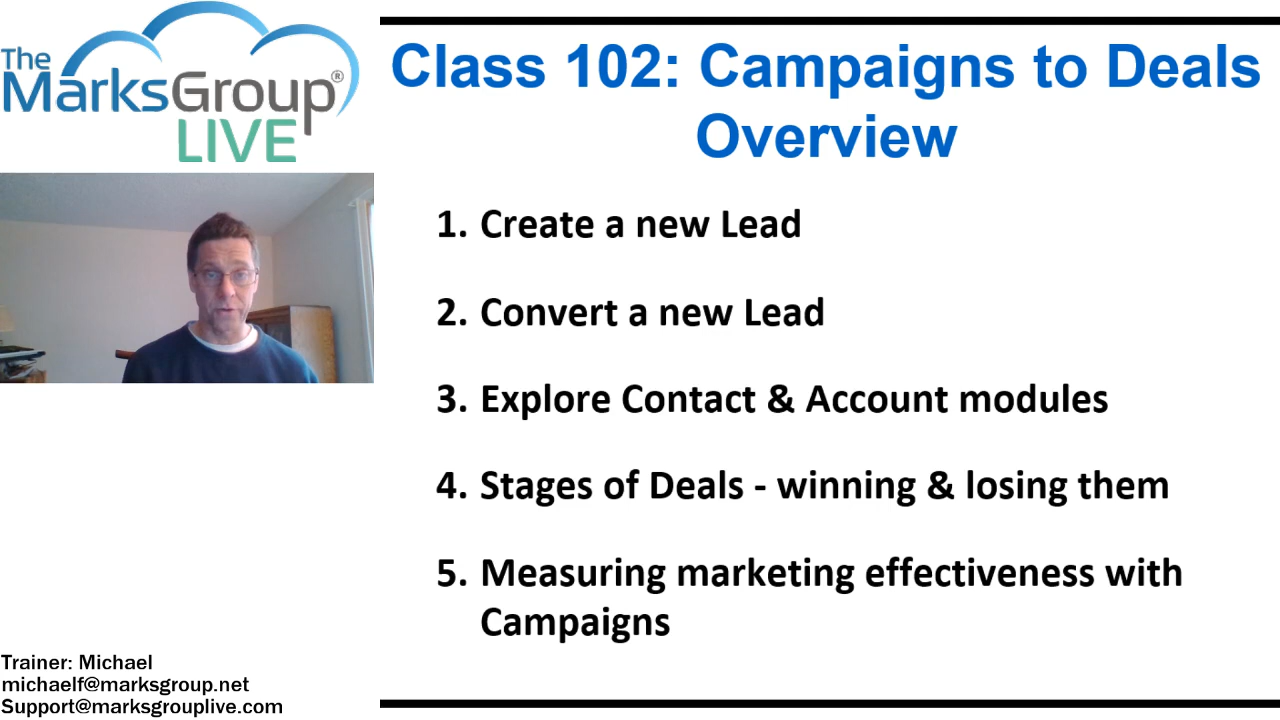 The
MarksGroup®
LIVE
Class 102: Campaigns to Deals
Overview
1. Create a new Lead
2. Convert a new Lead
3. Explore Contact & Account modules
4. Stages of Deals - winning & losing them
5. Measuring marketing effectiveness with
Campaigns
Trainer: Michael
michaelf@marksgroup.net
Support@marksgrouplive.com